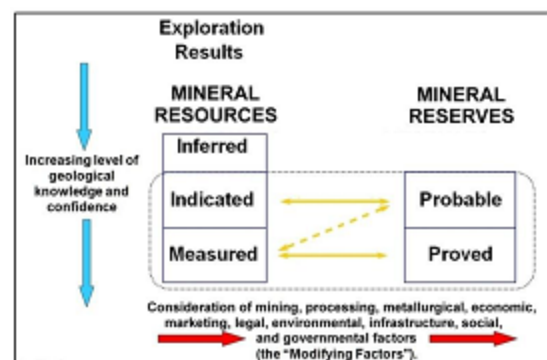 Exploration
Results
MINERAL
RESOURCES
MINERAL
RESERVES
Increasing level of
geological
knowledge and
confidence
Inferred
Indicated
Probable
Measured
Proved
Consideration of mining, processing, metallurgical, economic,
marketing, legal, environmental, infrastructure, social,
and governmental factors
(the "Modifying Factors").